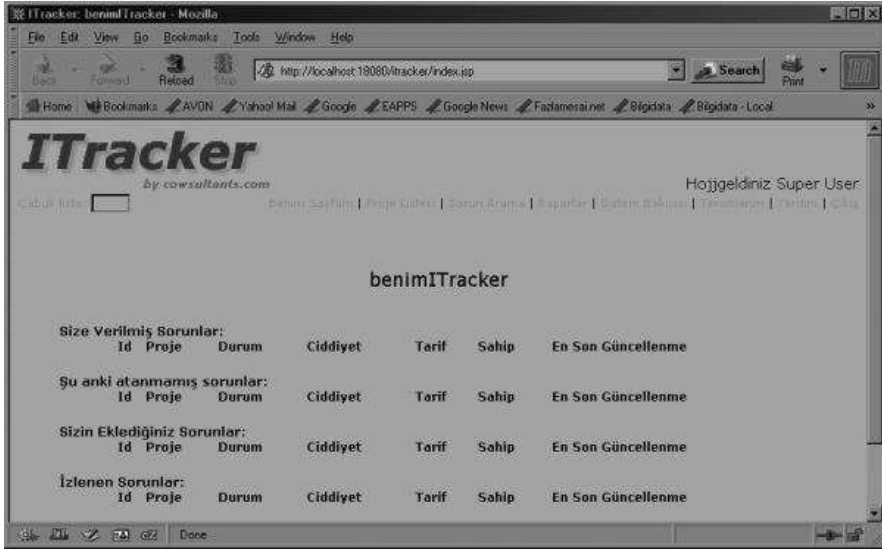 ITracker: benimITracker - Mozilla
File Edit View Go Bookmarks Tools Window Help
Back Forward Reload Stop http://localhost:18080/itracker/index.jsp Search Print
Home Bookmarks AVON Yahoo! Mail Google EAPPS Google News Fazlamesai.net Bilgidata Bilgidata - Local
ITracker
by cowsultants.com
Hojjgeldiniz Super User
Çabuk liste: Benim Sayfam | Proje Listesi | Sorun Arama | Raporlar | Sistem Bakısı | Tercihlerim | Yardım | Çıkış
benimITracker
Size Verilmiş Sorunlar:
Id Proje Durum Ciddiyet Tarif Sahip En Son Güncellenme
Şu anki atanmamış sorunlar:
Id Proje Durum Ciddiyet Tarif Sahip En Son Güncellenme
Sizin Eklediğiniz Sorunlar:
Id Proje Durum Ciddiyet Tarif Sahip En Son Güncellenme
İzlenen Sorunlar:
Id Proje Durum Ciddiyet Tarif Sahip En Son Güncellenme
Done